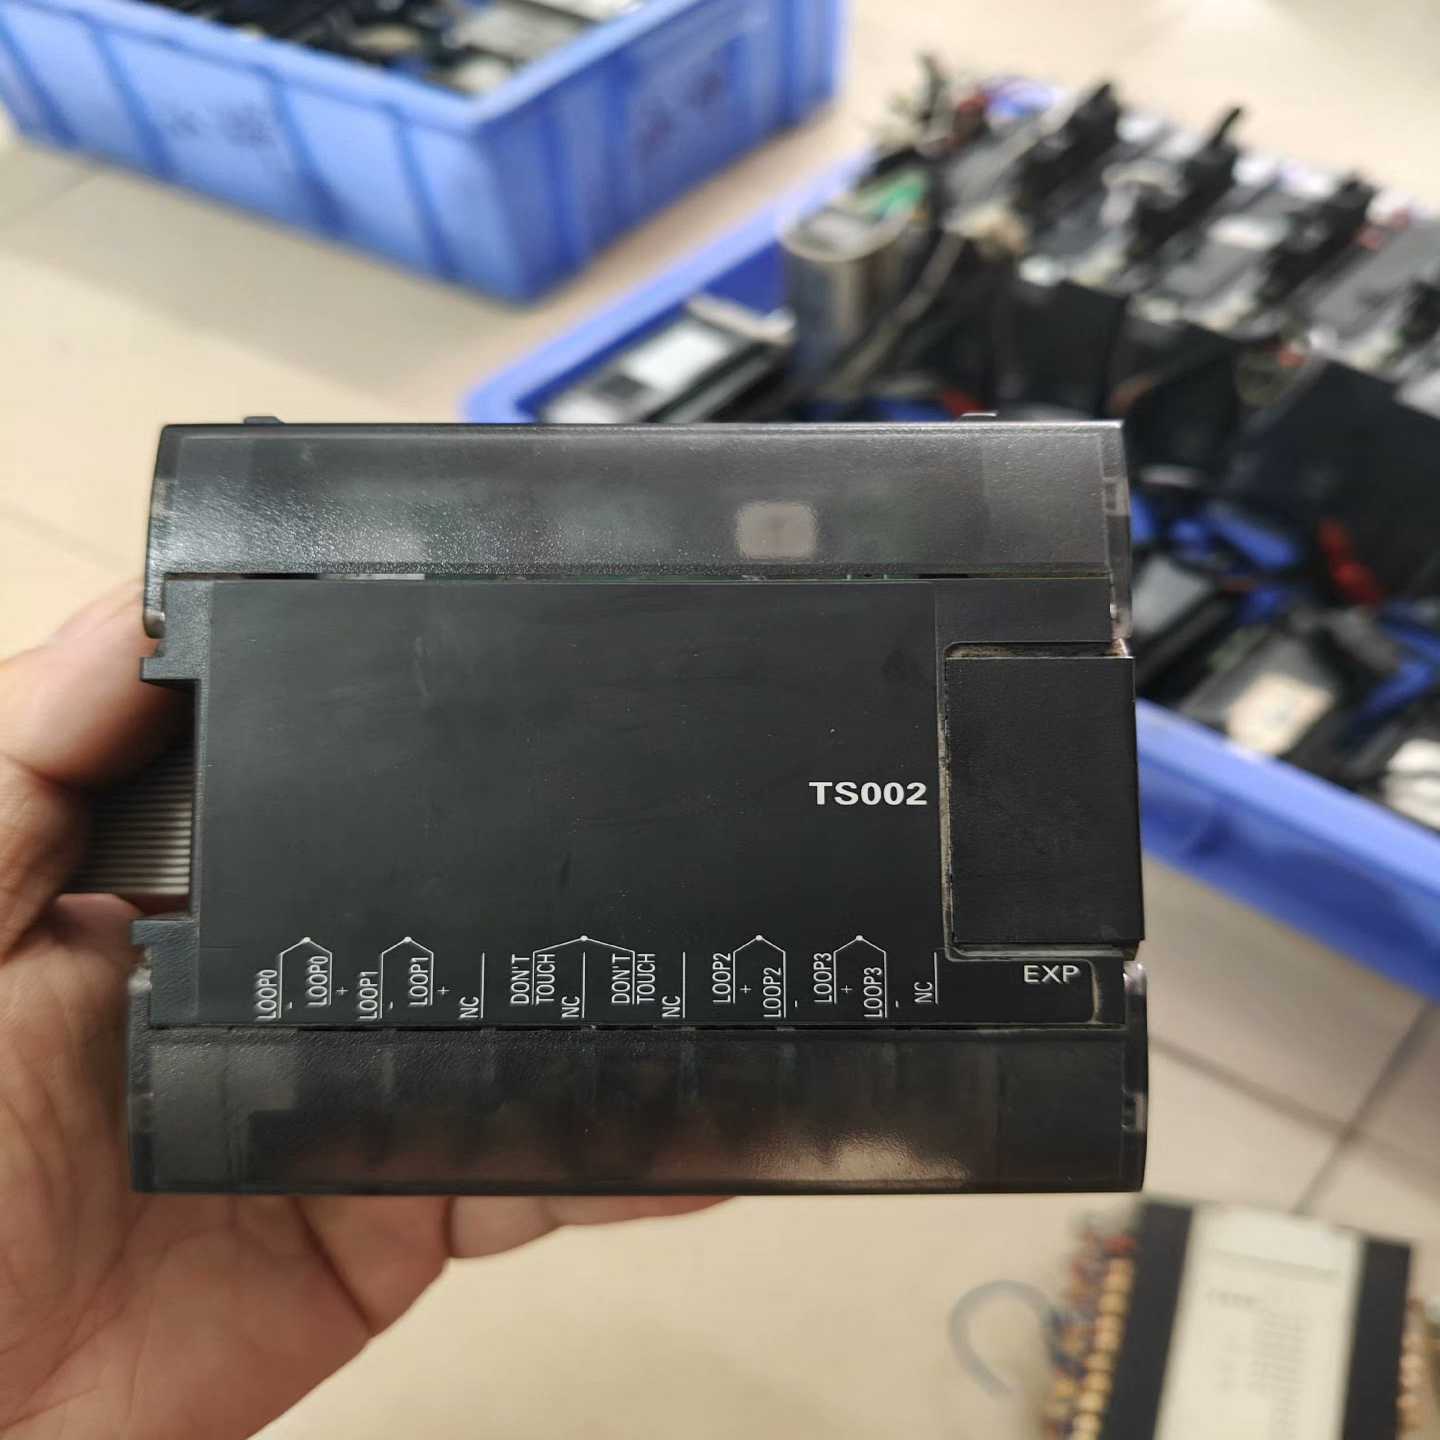 TS002
LOOP0
-
LOOP0
+
LOOP1
-
LOOP1
+
NC
DON'T
TOUCH
NC
DON'T
TOUCH
NC
LOOP2
+
LOOP2
-
LOOP3
+
LOOP3
-
NC
EXP